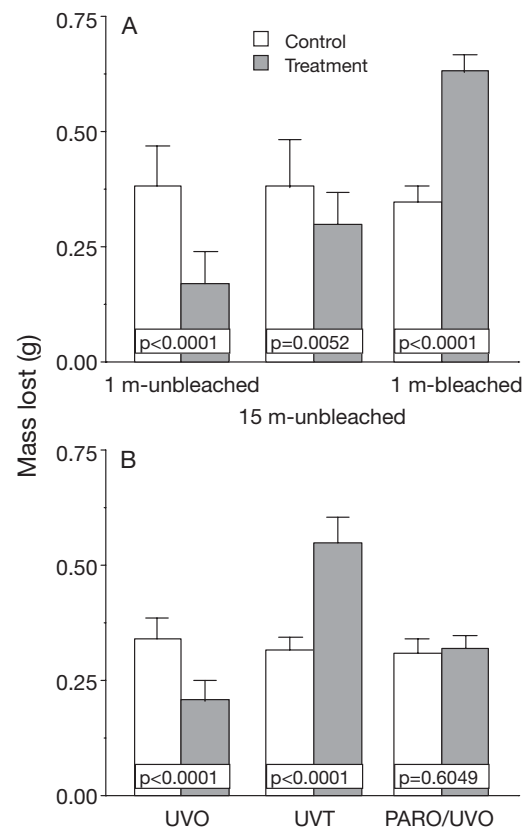 A
Control
Treatment
0.75
0.50
0.25
0.00
p<0.0001
p=0.0052
p<0.0001
1 m-unbleached
15 m-unbleached
1 m-bleached
Mass lost (g)
B
0.75
0.50
0.25
0.00
p<0.0001
p<0.0001
p=0.6049
UVO
UVT
PARO/UVO